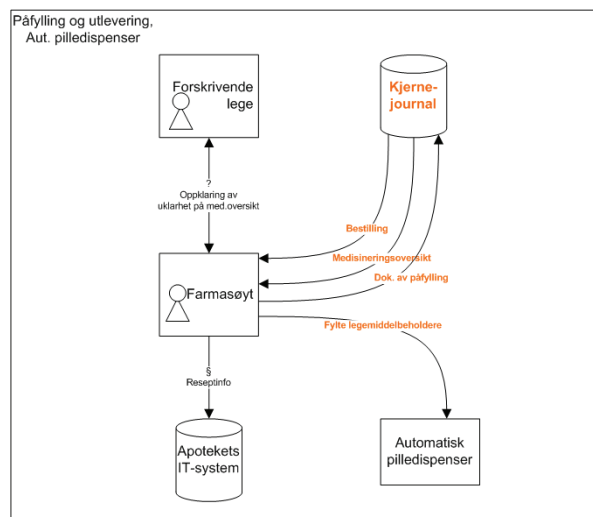 Påfylling og utlevering,
Aut. pilledispenser
Forskrivende
lege
Kjerne-
journal
?
Oppklaring av
uklarhet på med.oversikt
Bestilling
Medisineringsoversikt
Dok. av påfylling
Farmasøyt
Fylte legemiddelbeholdere
§
Reseptinfo
Apotekets
IT-system
Automatisk
pilledispenser